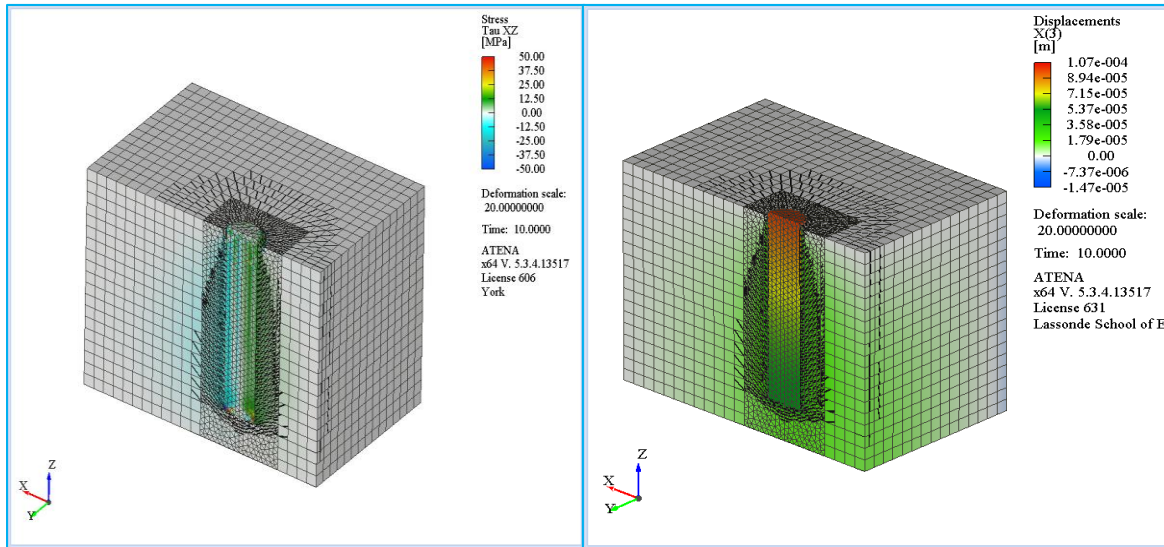 Stress
Tau XZ
[MPa]
50.00
37.50
25.00
12.50
0.00
-12.50
-25.00
-37.50
-50.00
Deformation scale:
20.00000000
Time: 10.0000
ATENA
x64 V. 5.3.4.13517
License 606
York
Z
X
Y
Displacements
X(3)
[m]
1.07e-004
8.94e-005
7.15e-005
5.37e-005
3.58e-005
1.79e-005
0.00
-7.37e-006
-1.47e-005
Deformation scale:
20.00000000
Time: 10.0000
ATENA
x64 V. 5.3.4.13517
License 631
Lassonde School of E
Z
X
Y